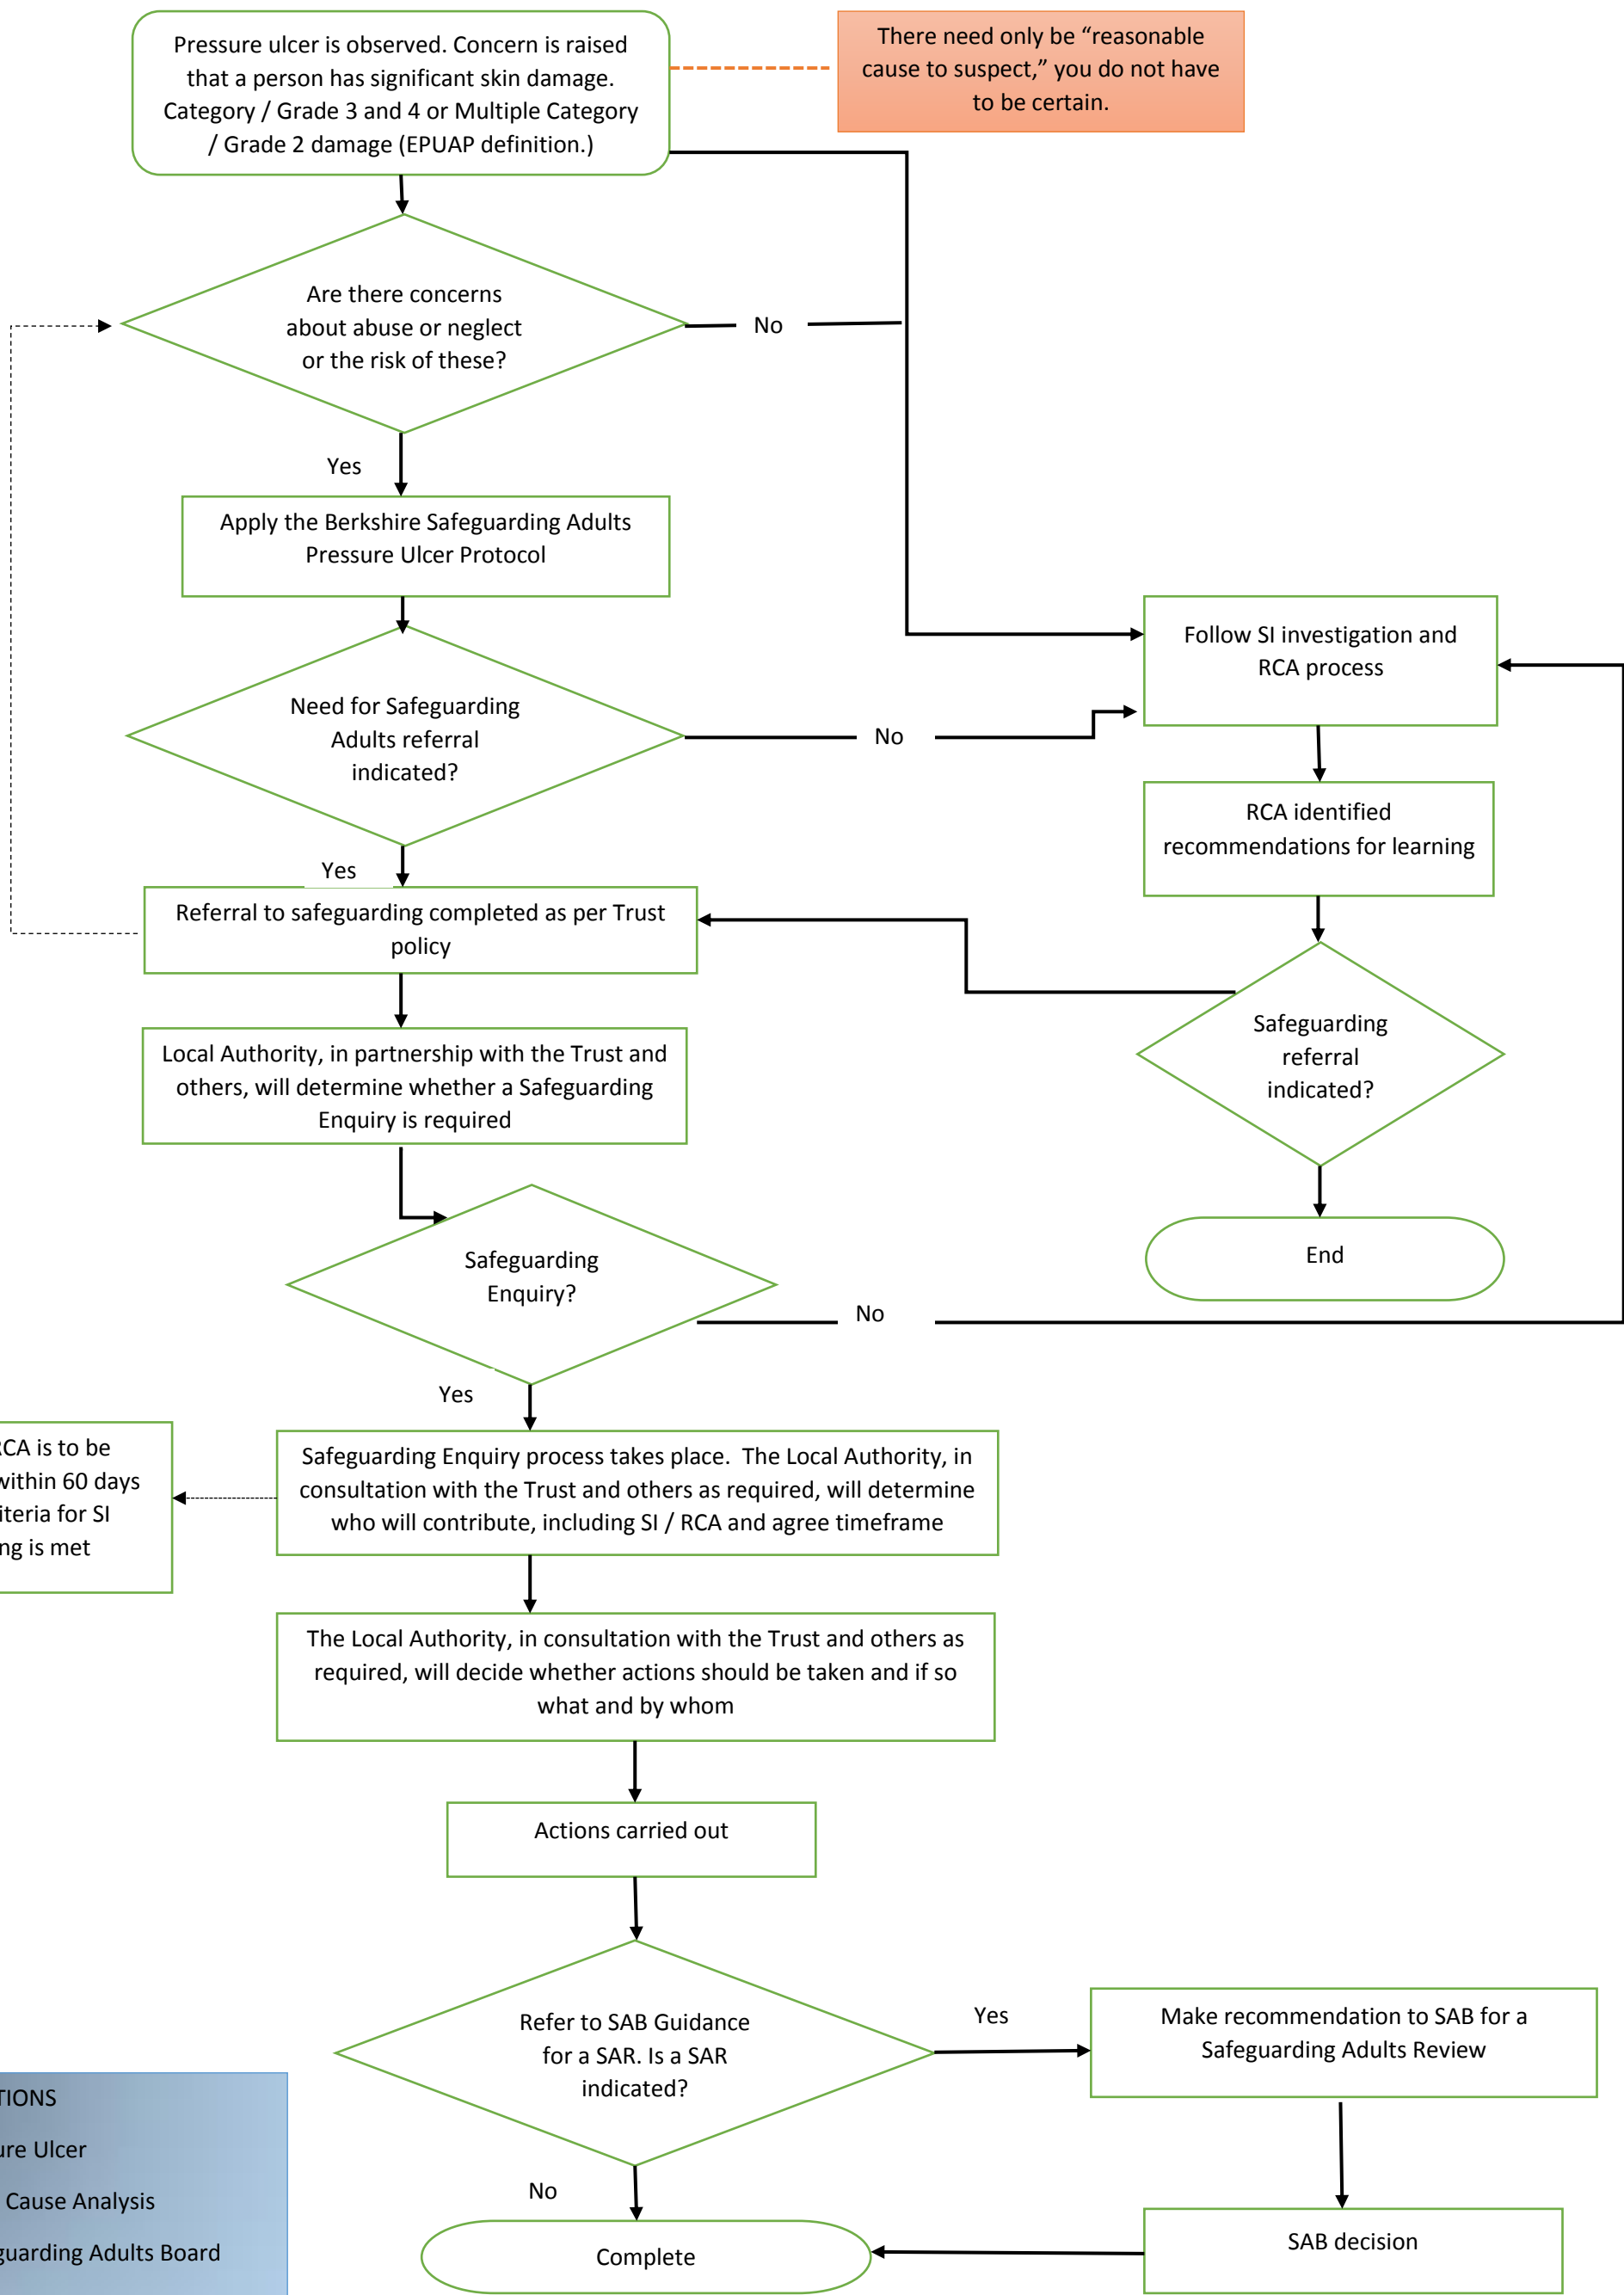 Pressure ulcer is observed. Concern is raised
that a person has significant skin damage.
Category / Grade 3 and 4 or Multiple Category
/ Grade 2 damage (EPUAP definition.)
There need only be “reasonable
cause to suspect,” you do not have
to be certain.
Are there concerns
about abuse or neglect
or the risk of these?
No
Yes
Apply the Berkshire Safeguarding Adults
Pressure Ulcer Protocol
Follow SI investigation and
RCA process
Need for Safeguarding
Adults referral
indicated?
No
RCA identified
recommendations for learning
Yes
Referral to safeguarding completed as per Trust
policy
Safeguarding
referral
indicated?
Local Authority, in partnership with the Trust and
others, will determine whether a Safeguarding
Enquiry is required
End
Safeguarding
Enquiry?
No
Yes
Safeguarding Enquiry process takes place. The Local Authority, in
consultation with the Trust and others as required, will determine
who will contribute, including SI / RCA and agree timeframe
RCA is to be
within 60 days
iteria for SI
ng is met
The Local Authority, in consultation with the Trust and others as
required, will decide whether actions should be taken and if so
what and by whom
Actions carried out
Refer to SAB Guidance
for a SAR. Is a SAR
indicated?
Yes
Make recommendation to SAB for a
Safeguarding Adults Review
No
SAB decision
Complete
TIONS
ure Ulcer
Cause Analysis
guarding Adults Board